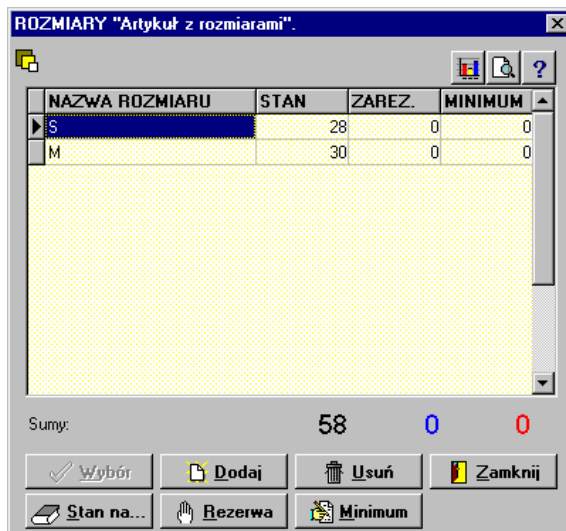 ROZMIARY "Artykuł z rozmiarami".
?
NAZWA ROZMIARU STAN ZAREZ. MINIMUM
S 28 0 0
M 30 0 0
Sumy: 58 0 0
Wybór Dodaj Usuń Zamknij
Stan na... Rezerwa Minimum